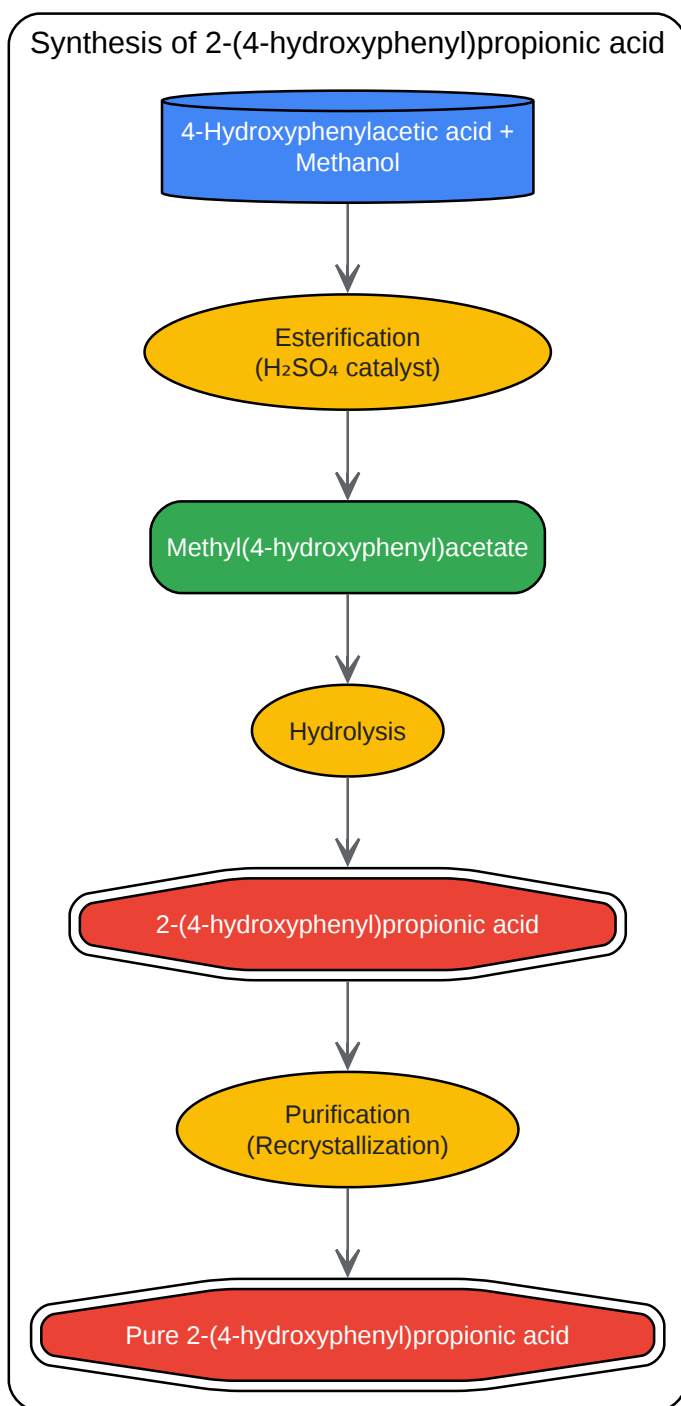 Synthesis of 2-(4-hydroxyphenyl)propionic acid
4-Hydroxyphenylacetic acid +
Methanol
Esterification
(H₂SO₄ catalyst)
Methyl(4-hydroxyphenyl)acetate
Hydrolysis
2-(4-hydroxyphenyl)propionic acid
Purification
(Recrystallization)
Pure 2-(4-hydroxyphenyl)propionic acid